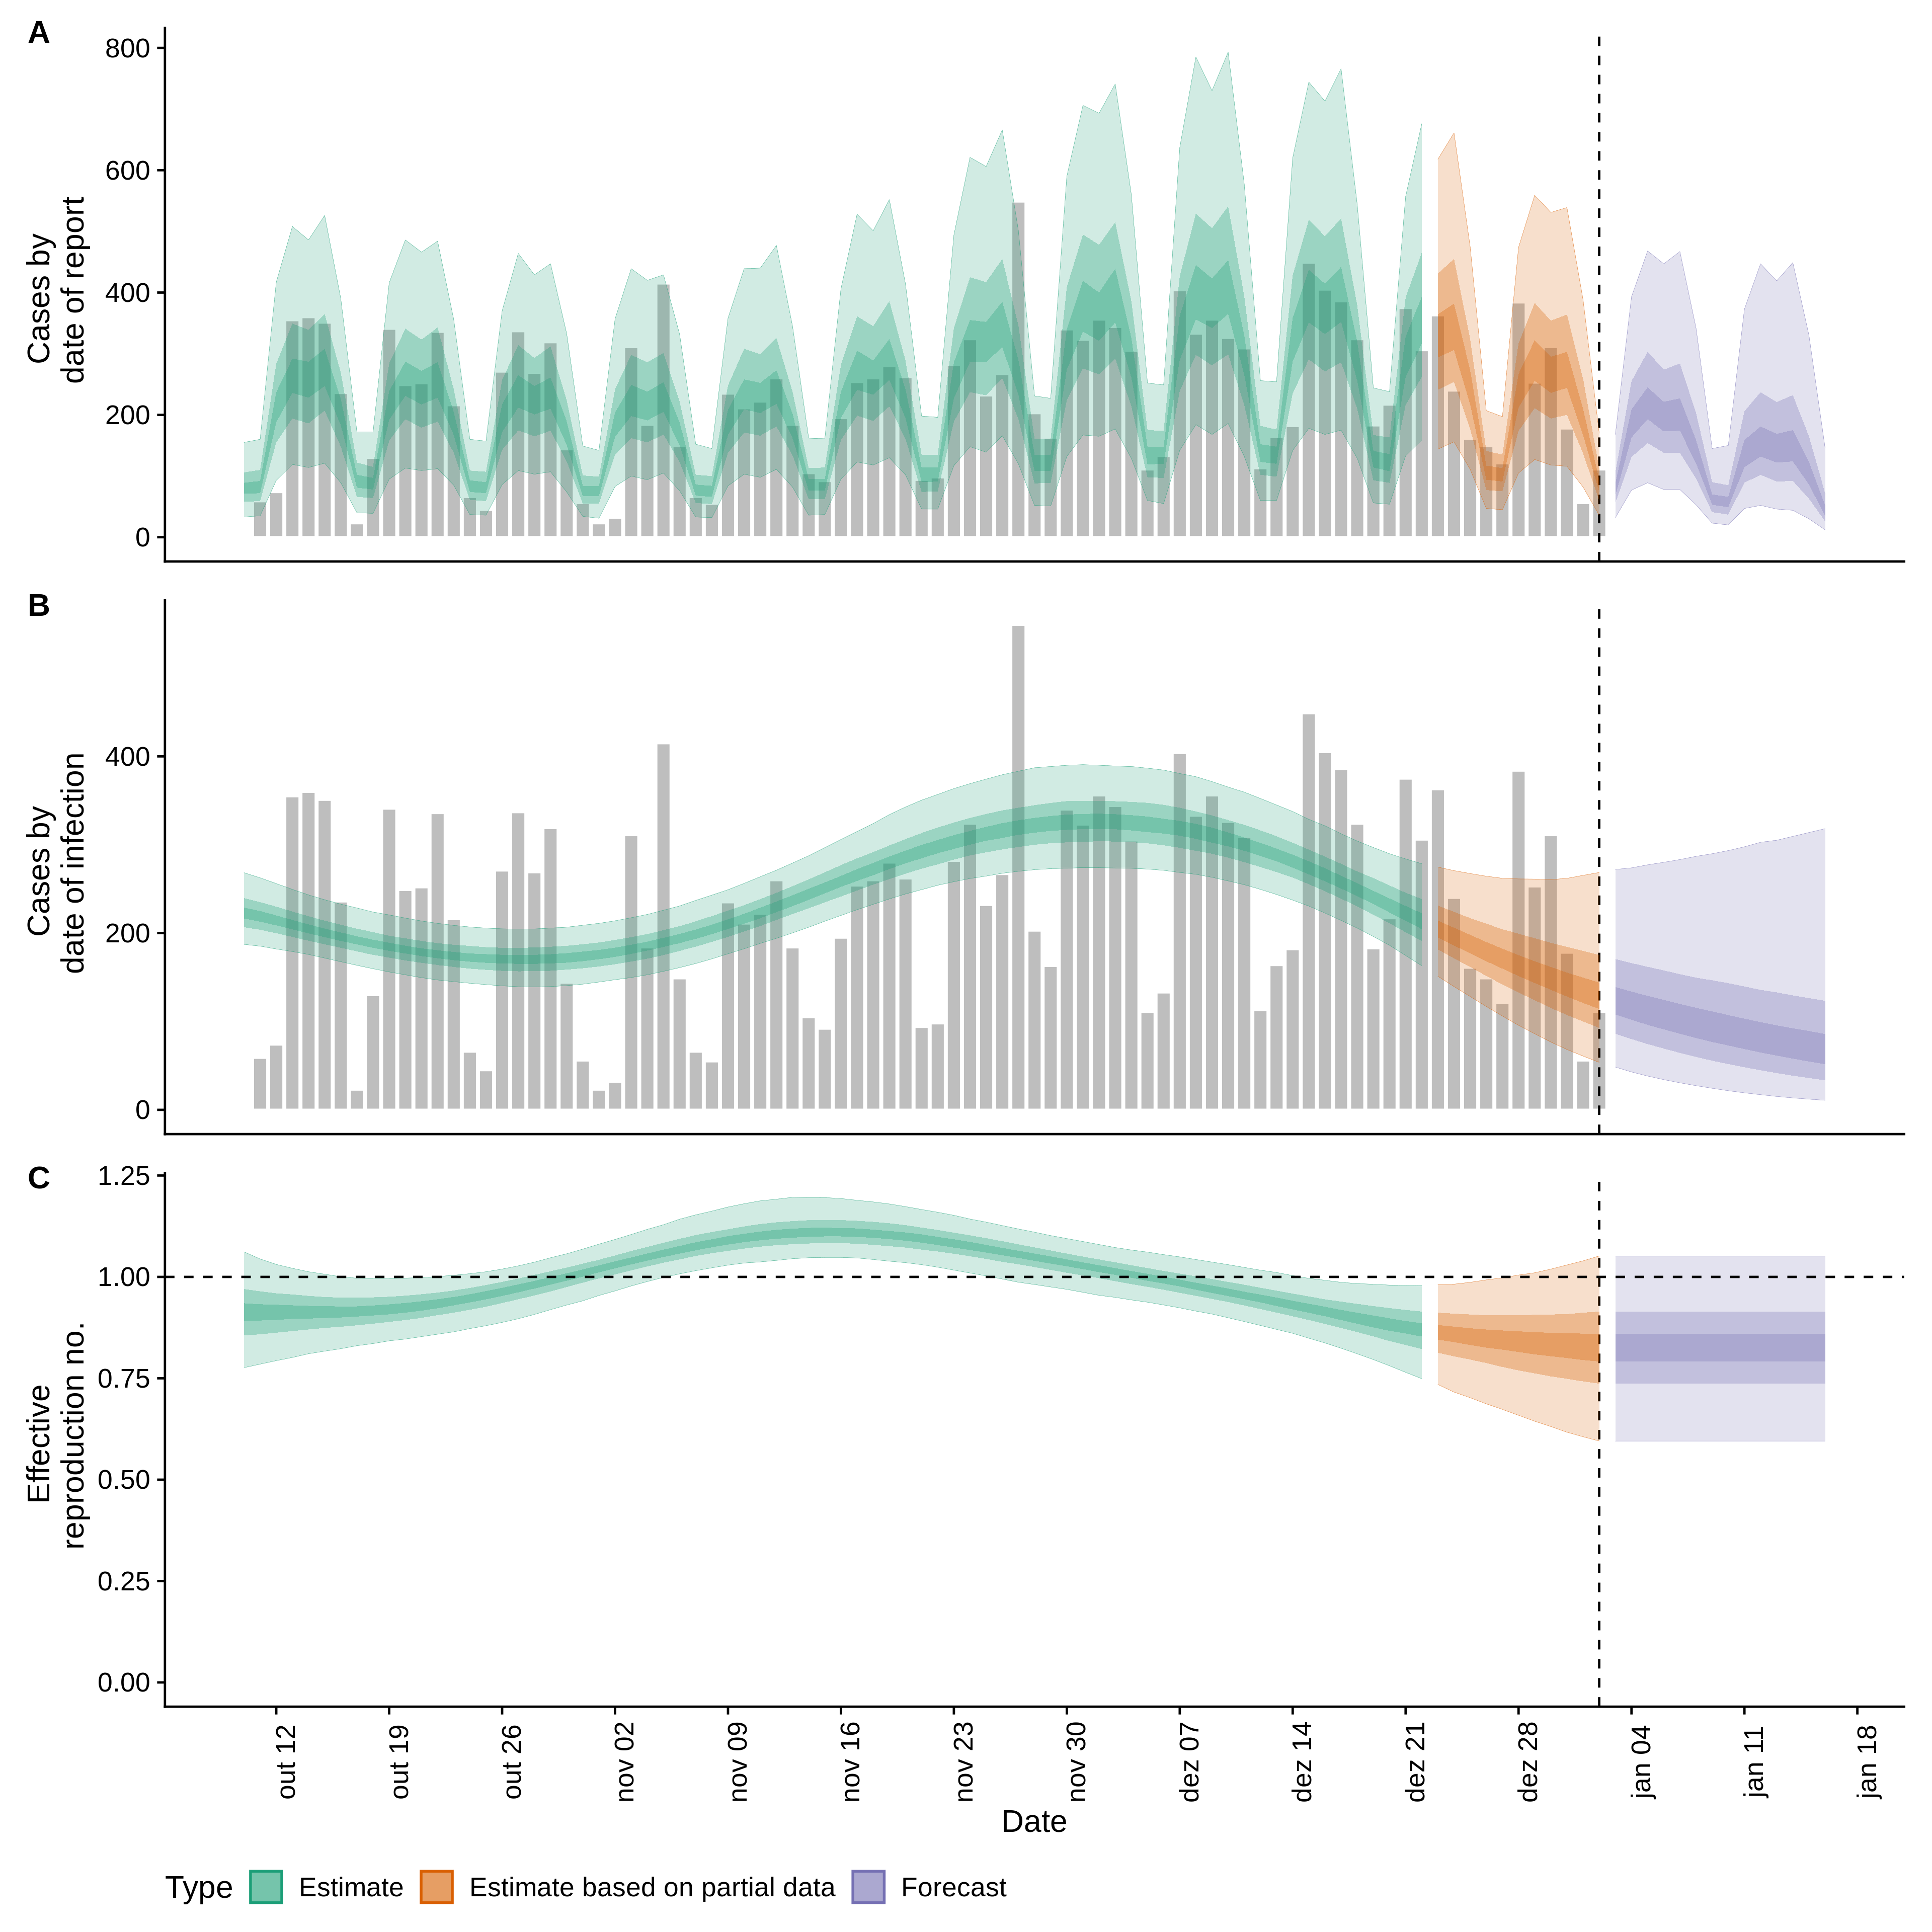 A
800
600
400
200
0
Cases by
date of report
B
400
200
0
Cases by
date of infection
C
1.25
1.00
0.75
0.50
0.25
0.00
Effective
reproduction no.
out 12
out 19
out 26
nov 02
nov 09
nov 16
nov 23
nov 30
dez 07
dez 14
dez 21
dez 28
jan 04
jan 11
jan 18
Date
Type Estimate Estimate based on partial data Forecast